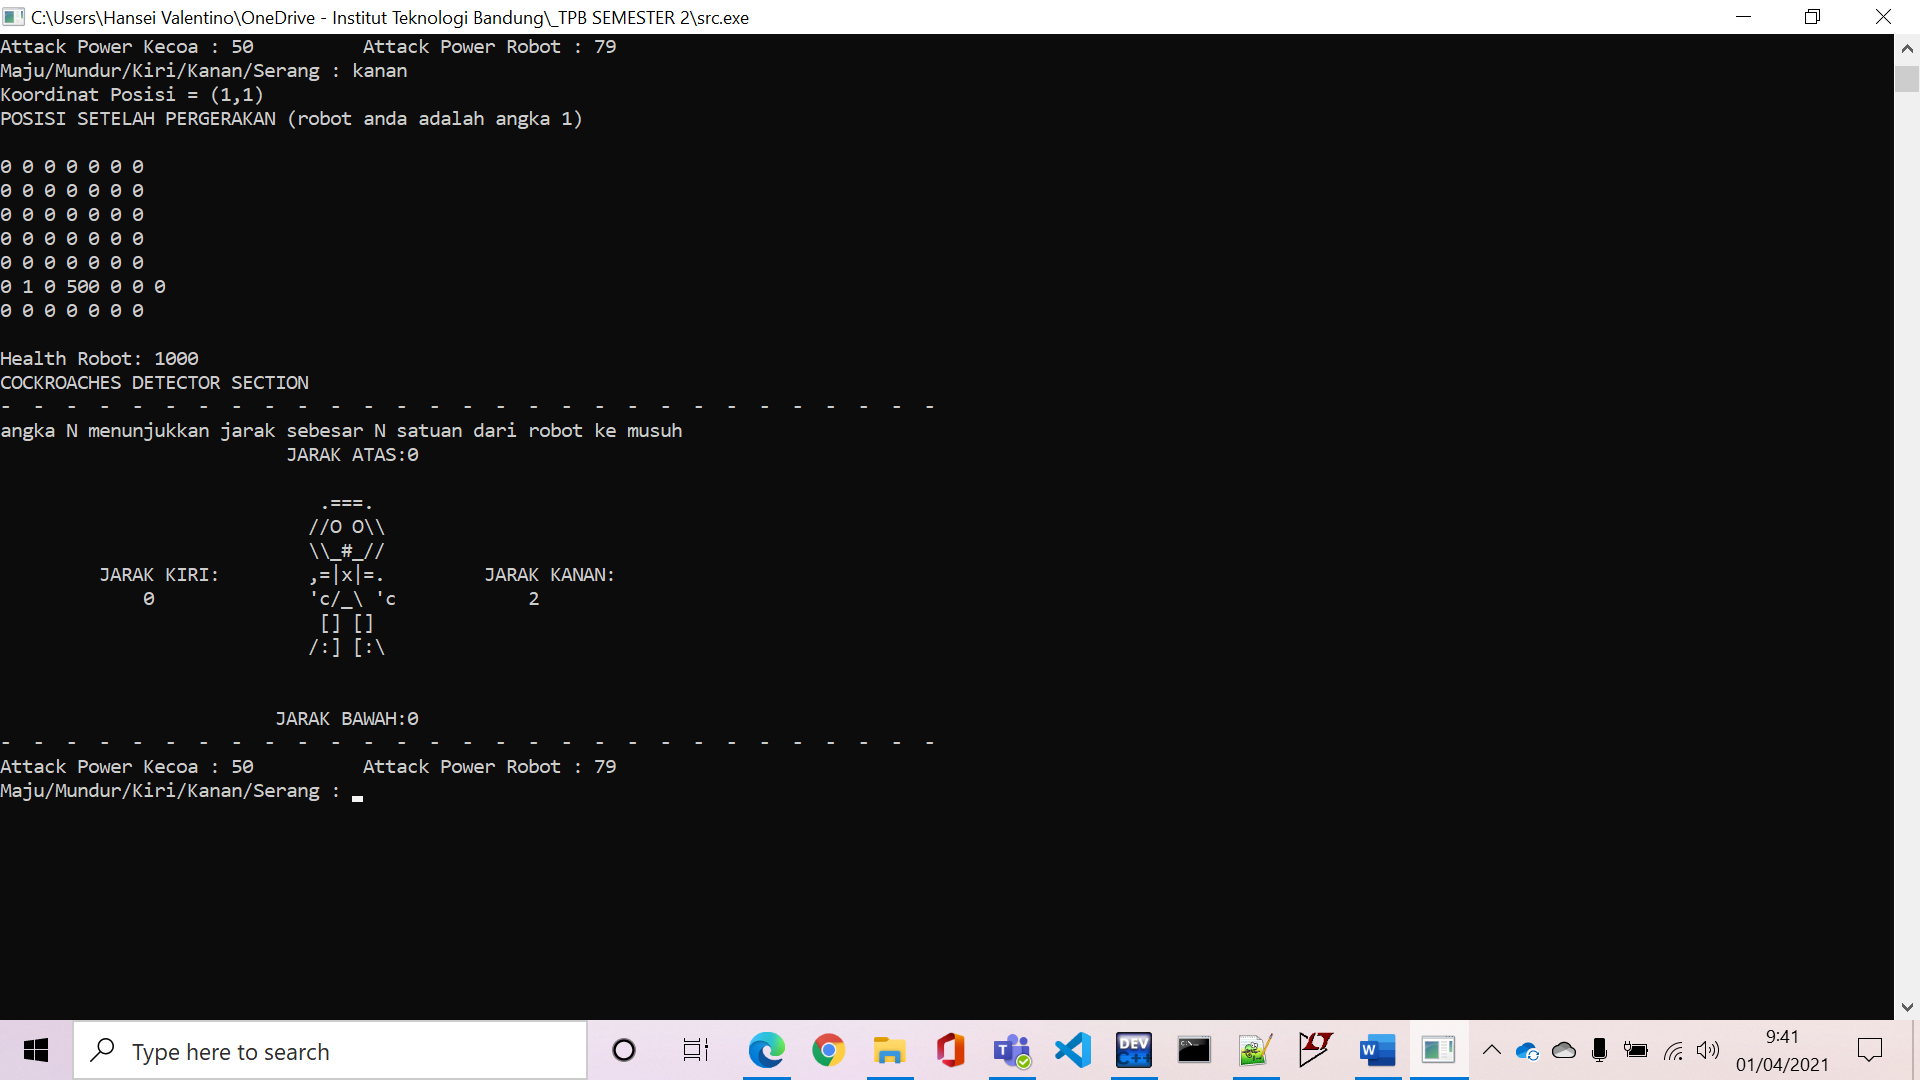 C:\Users\Hansei Valentino\OneDrive - Institut Teknologi Bandung\_TPB SEMESTER 2\src.exe
Attack Power Kecoa : 50          Attack Power Robot : 79
Maju/Mundur/Kiri/Kanan/Serang : kanan
Koordinat Posisi = (1,1)
POSISI SETELAH PERGERAKAN (robot anda adalah angka 1)
0 0 0 0 0 0 0
0 0 0 0 0 0 0
0 0 0 0 0 0 0
0 0 0 0 0 0 0
0 0 0 0 0 0 0
0 1 0 500 0 0 0
0 0 0 0 0 0 0
Health Robot: 1000
COCKROACHES DETECTOR SECTION
- - - - - - - - - - - - - - - - - - - - - - - - - - - - -
angka N menunjukkan jarak sebesar N satuan dari robot ke musuh
JARAK ATAS:0
.===.
//O O\\
\\_#_//
JARAK KIRI:        ,=|x|=.         JARAK KANAN:
0              'c/_\ 'c            2
[] []
/:] [:\
JARAK BAWAH:0
- - - - - - - - - - - - - - - - - - - - - - - - - - - - -
Attack Power Kecoa : 50          Attack Power Robot : 79
Maju/Mundur/Kiri/Kanan/Serang :
Type here to search
DEV C++
9:41
01/04/2021